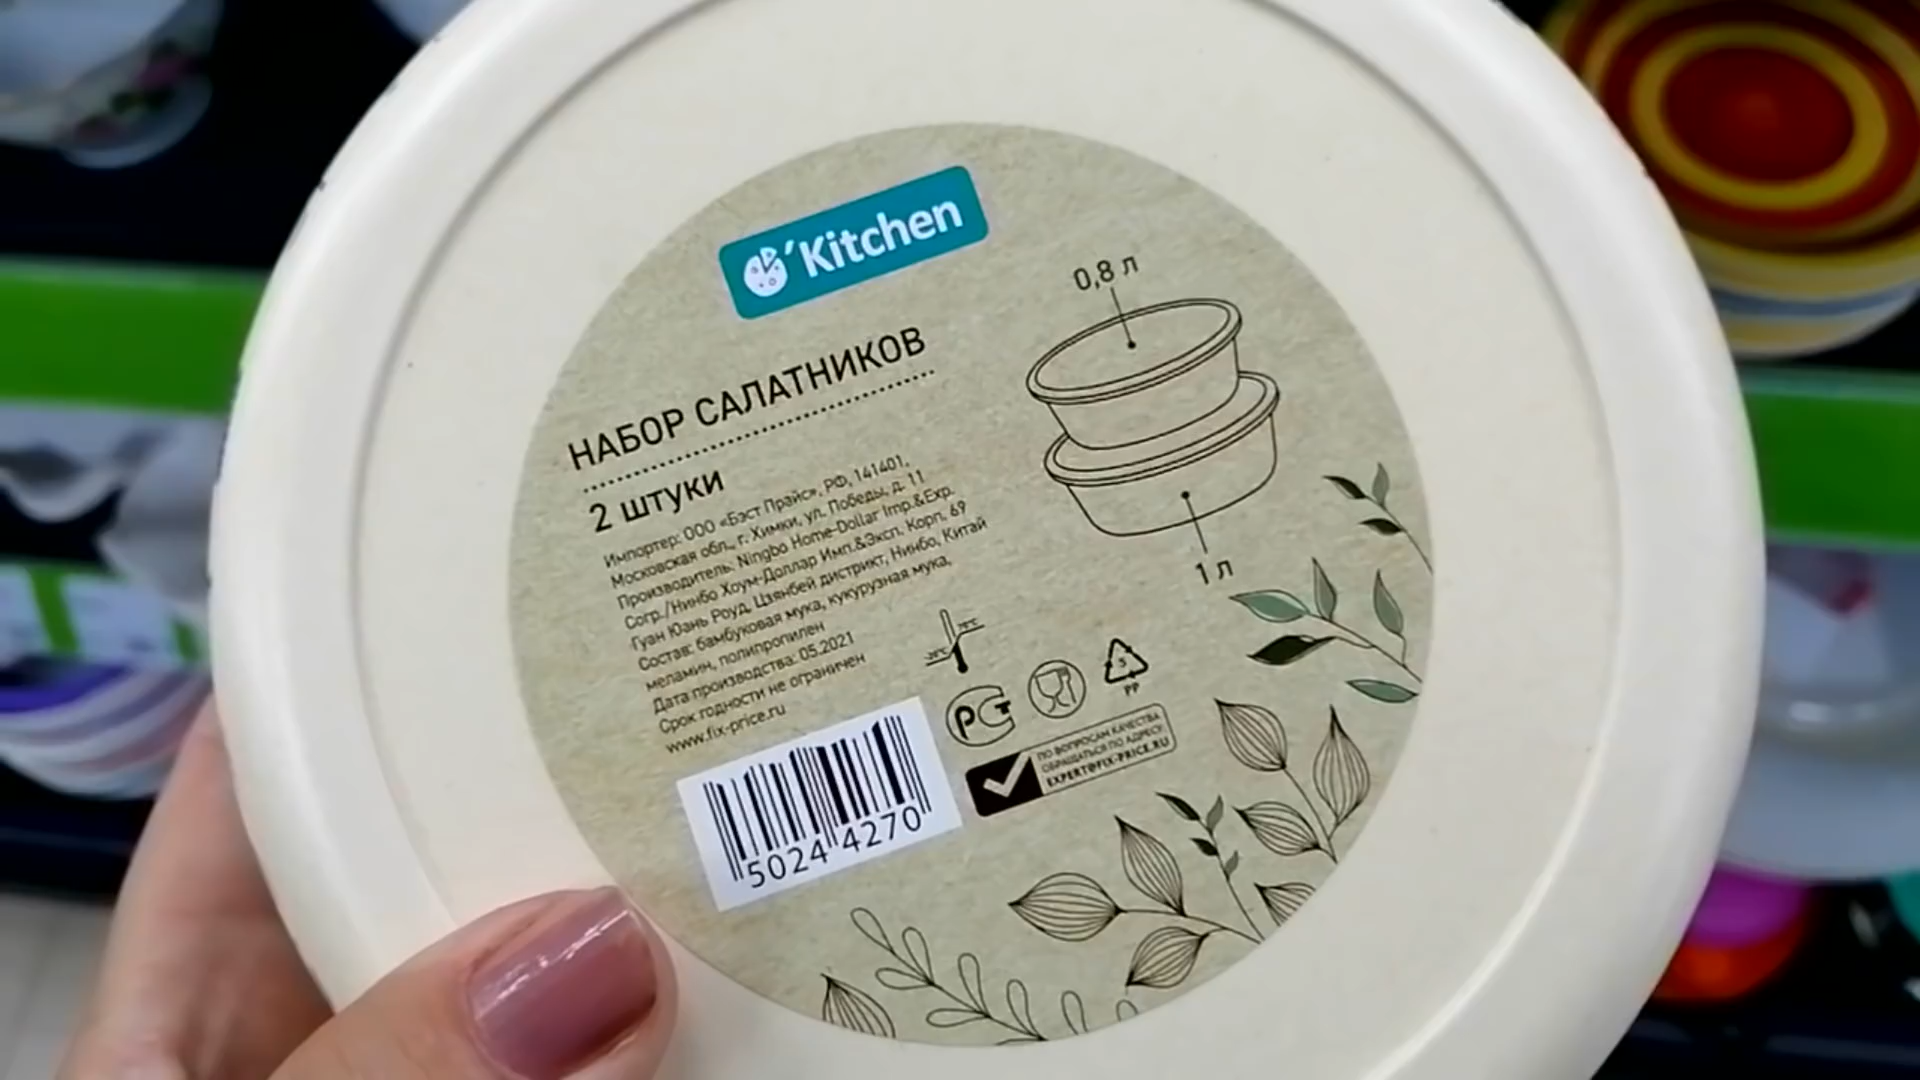 'Kitchen
НАБОР САЛАТНИКОВ
2 ШТУКИ
Импортер: ООО «Бэст Прайс», РФ, 141401,
Московская обл., г. Химки, ул. Победы, д. 11
Производитель: Ningbo Home-Dollar Imp.&Exp.
Corp./Нинбо Хоум-Доллар Имп.&Эксп. Корп. 69
Гуан Юань Роуд, Цзянбей дистрикт, Нинбо, Китай
Состав: бамбуковая мука, кукурузная мука,
меламин, полипропилен
Дата производства: 05.2021
Срок годности не ограничен
www.fix-price.ru
0,8 л
1 л
5
PP
РСТ
ПО ВОПРОСАМ КАЧЕСТВА
ОБРАЩАТЬСЯ ПО АДРЕСУ:
EXPERT@FIX-PRICE.RU
5024 4270